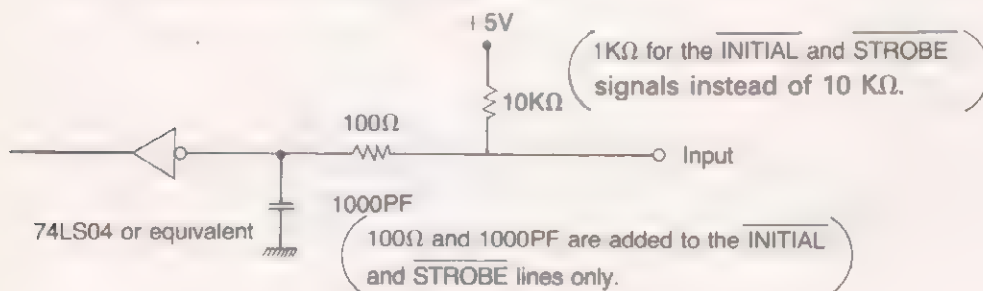 +5V
1KΩ for the INITIAL and STROBE
signals instead of 10 KΩ.
10KΩ
100Ω
Input
1000PF
74LS04 or equivalent
100Ω and 1000PF are added to the INITIAL
and STROBE lines only.